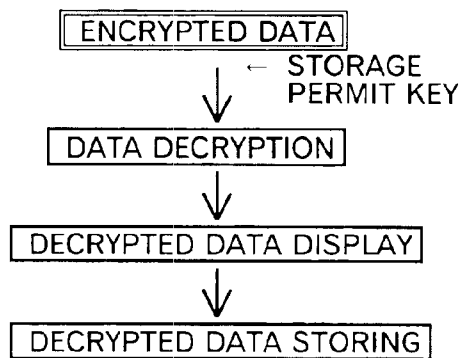 ENCRYPTED DATA
← STORAGE
PERMIT KEY
DATA DECRYPTION
DECRYPTED DATA DISPLAY
DECRYPTED DATA STORING